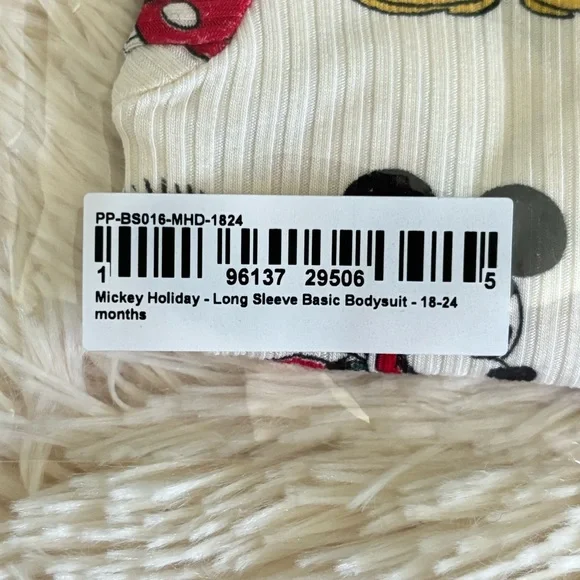 PP-BS016-MHD-1824
1 96137 29506 5
Mickey Holiday - Long Sleeve Basic Bodysuit - 18-24
months